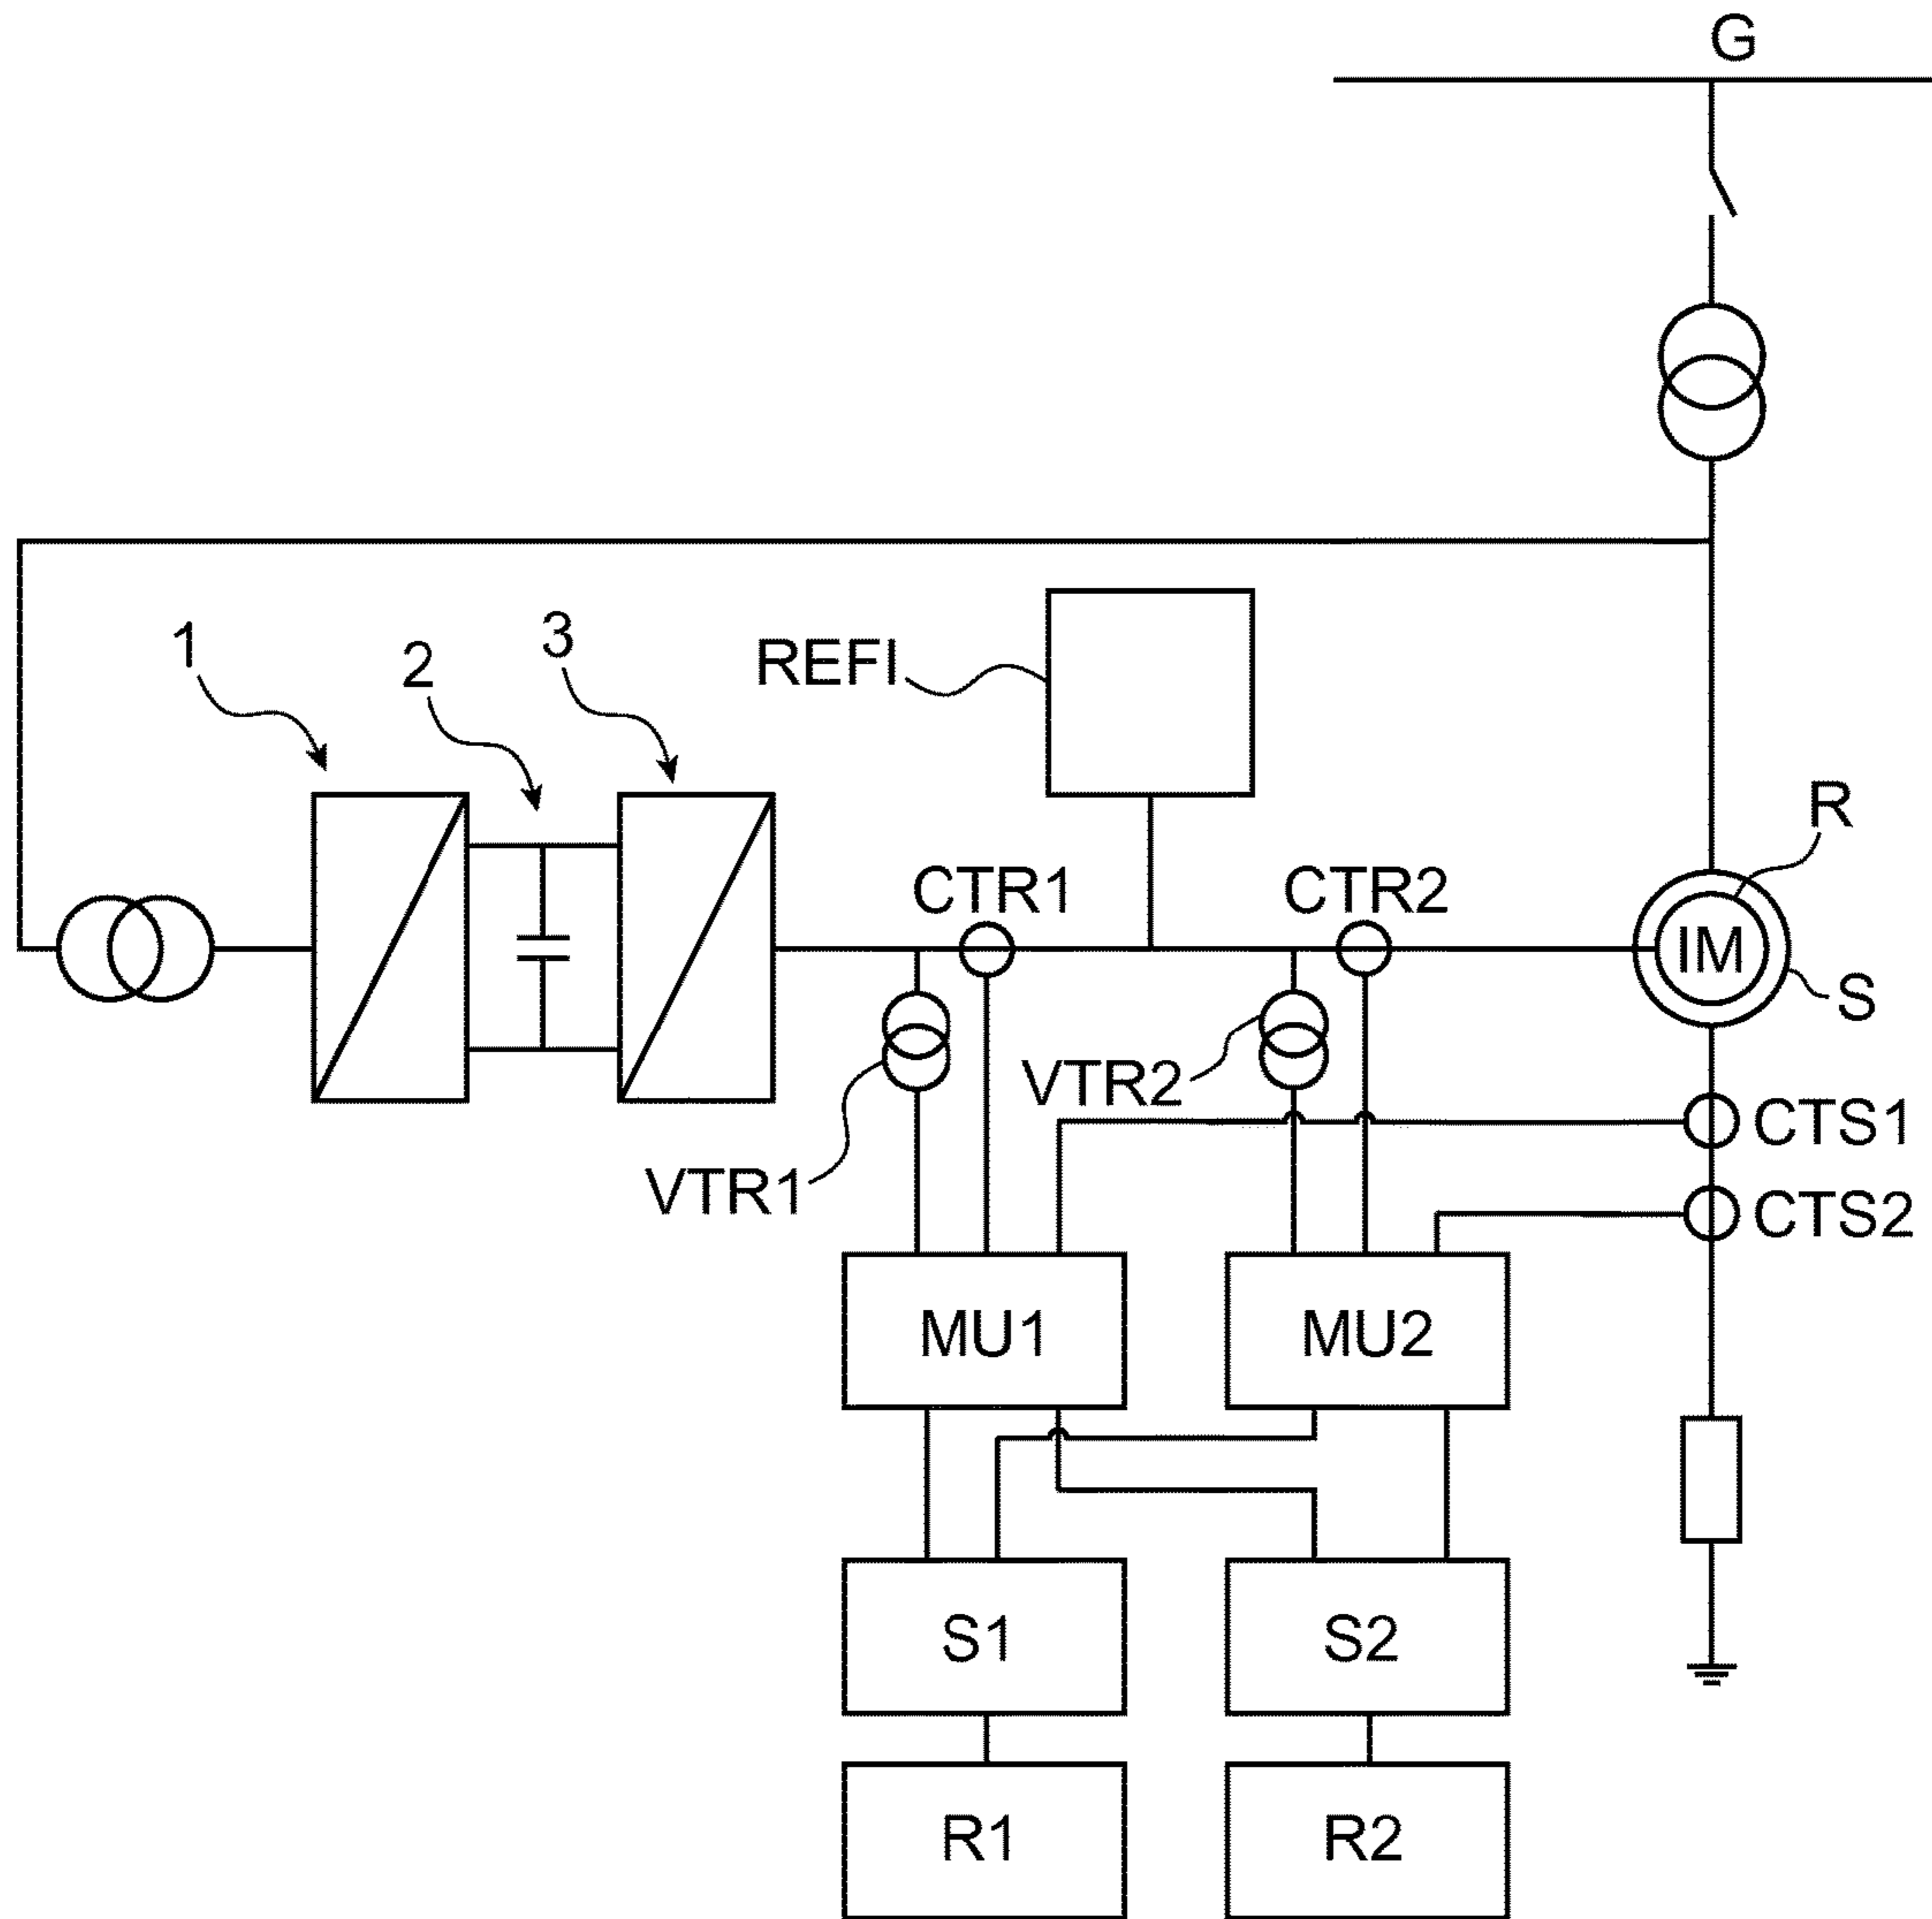 G
1
2
3
REFI
R
CTR1
CTR2
IM
S
VTR2
CTS1
VTR1
CTS2
MU1
MU2
S1
S2
R1
R2